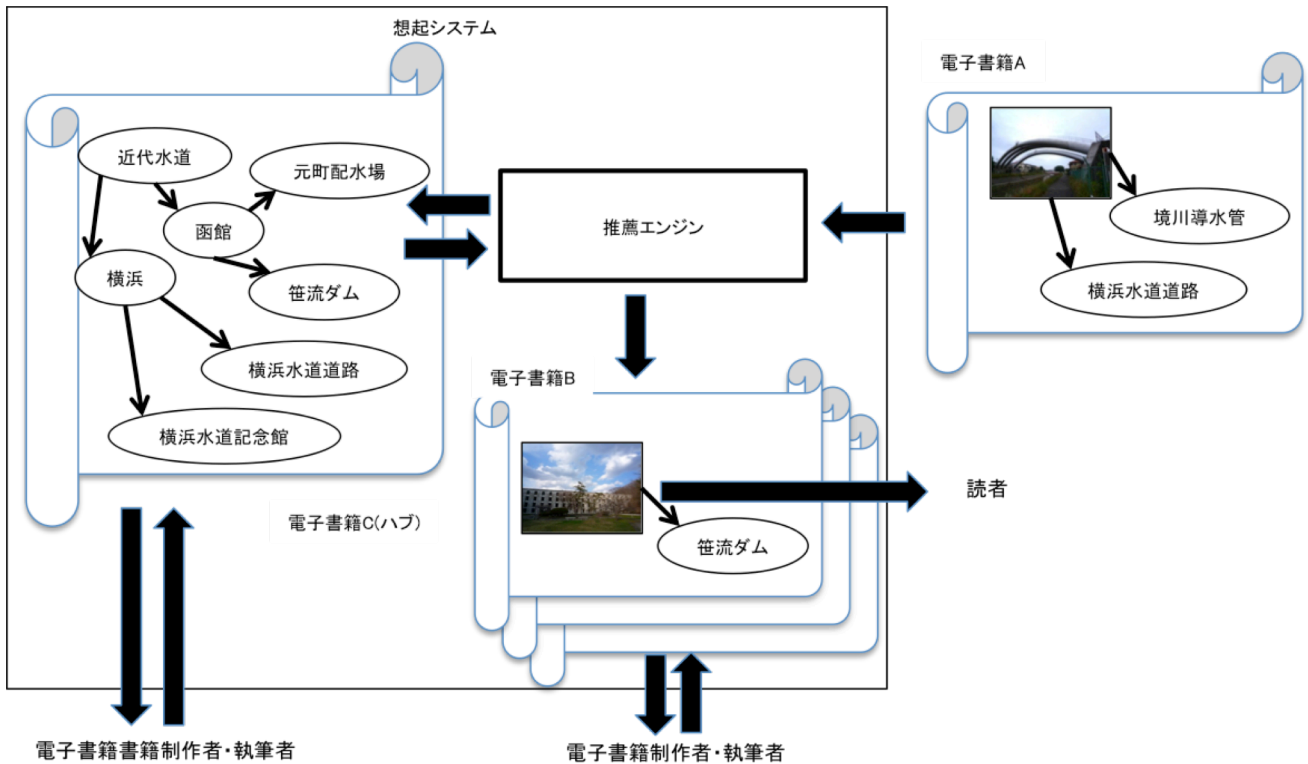 想起システム
電子書籍A
近代水道
元町配水場
函館
横浜
笹流ダム
横浜水道道路
横浜水道記念館
推薦エンジン
境川導水管
横浜水道道路
電子書籍B
笹流ダム
読者
電子書籍C(ハブ)
電子書籍書籍制作者・執筆者
電子書籍制作者・執筆者